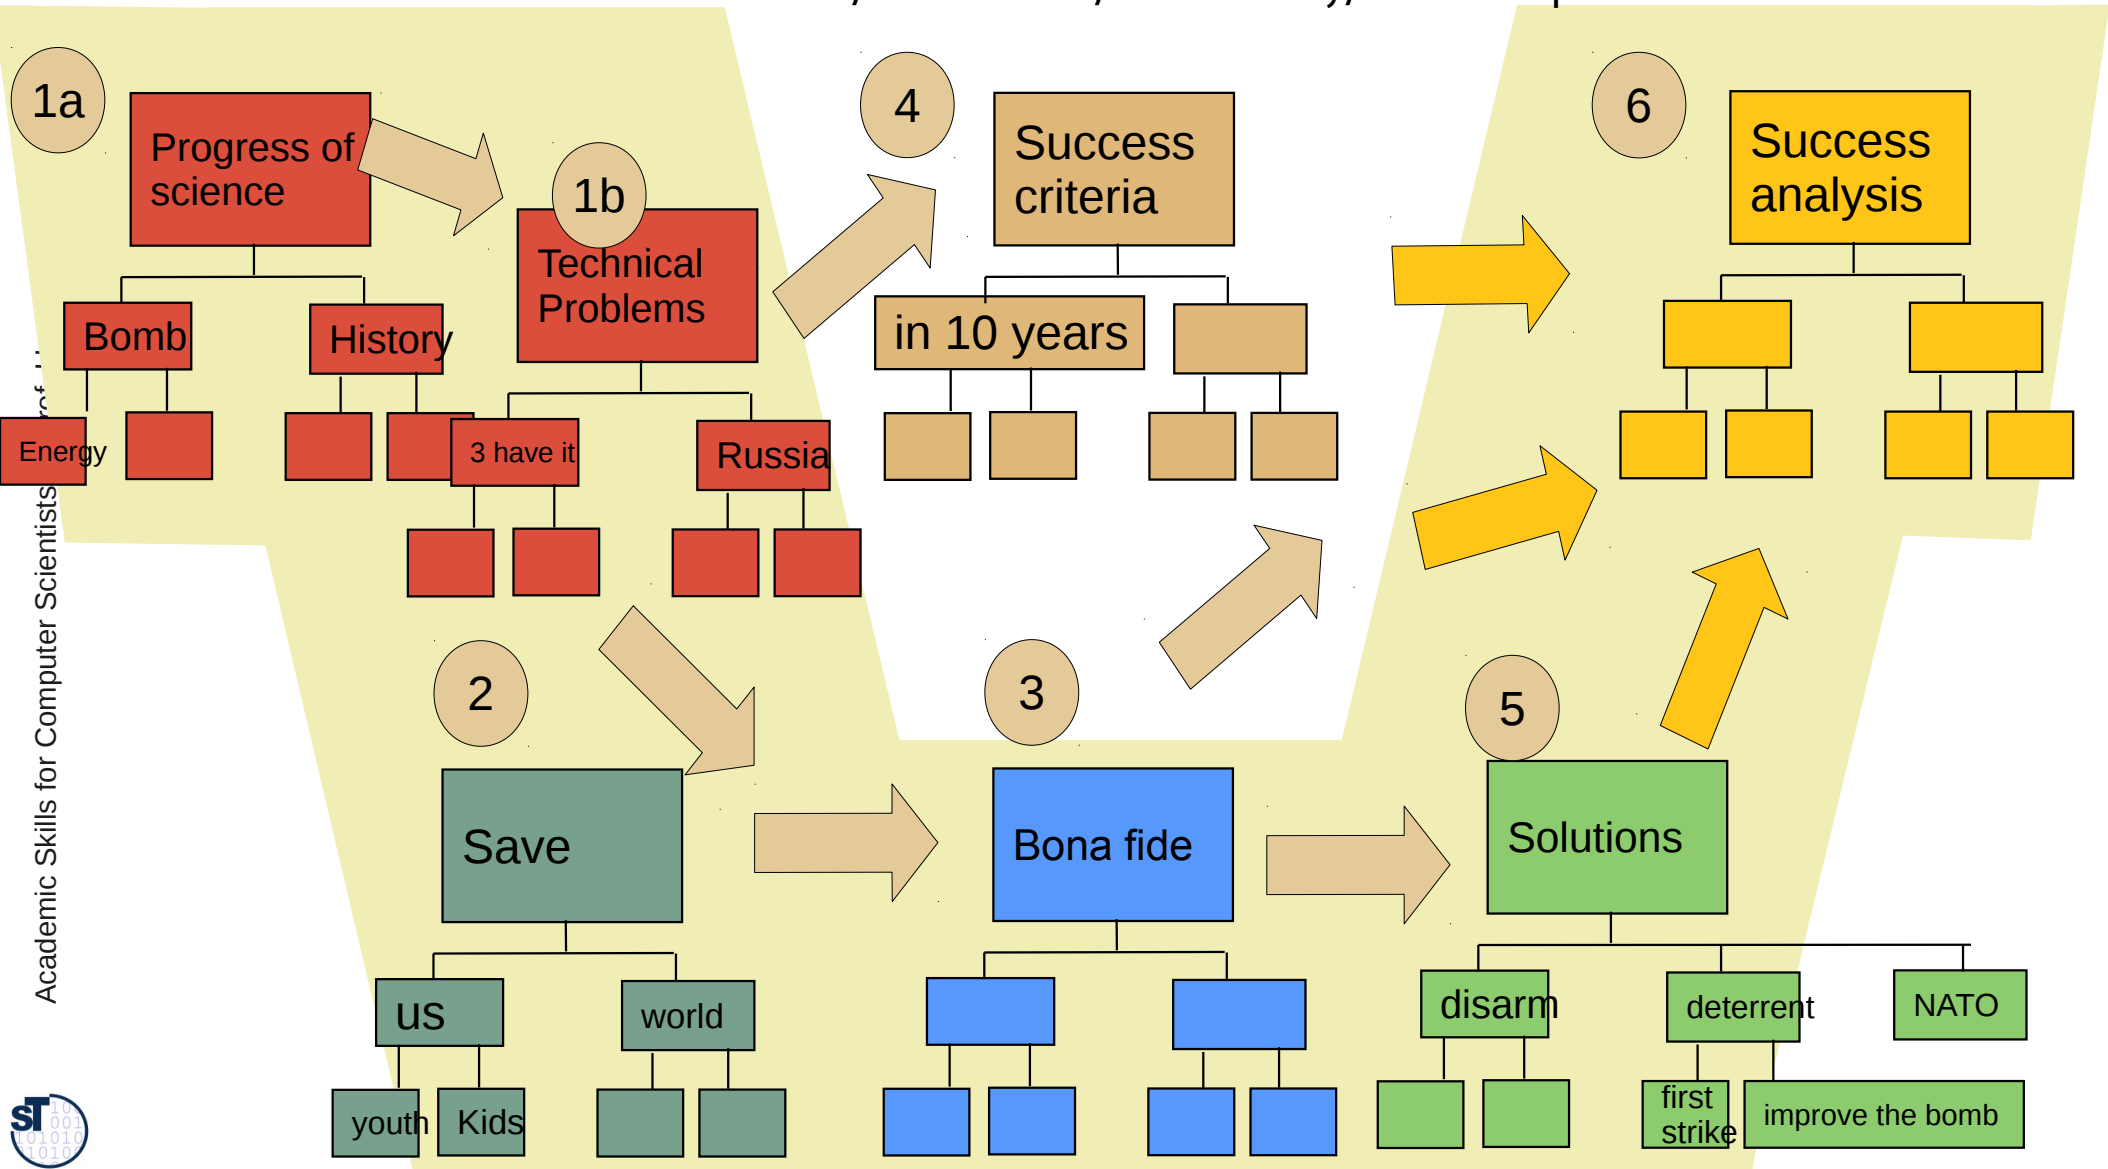 1a
Progress of
science
Bomb
History
Energy
1b
Technical
Problems
3 have it
Russia
4
Success
criteria
in 10 years
6
Success
analysis
2
Save
us
world
youth
Kids
3
Bona fide
5
Solutions
disarm
deterrent
NATO
first
strike
improve the bomb
Academic Skills for Computer Scientists
sT